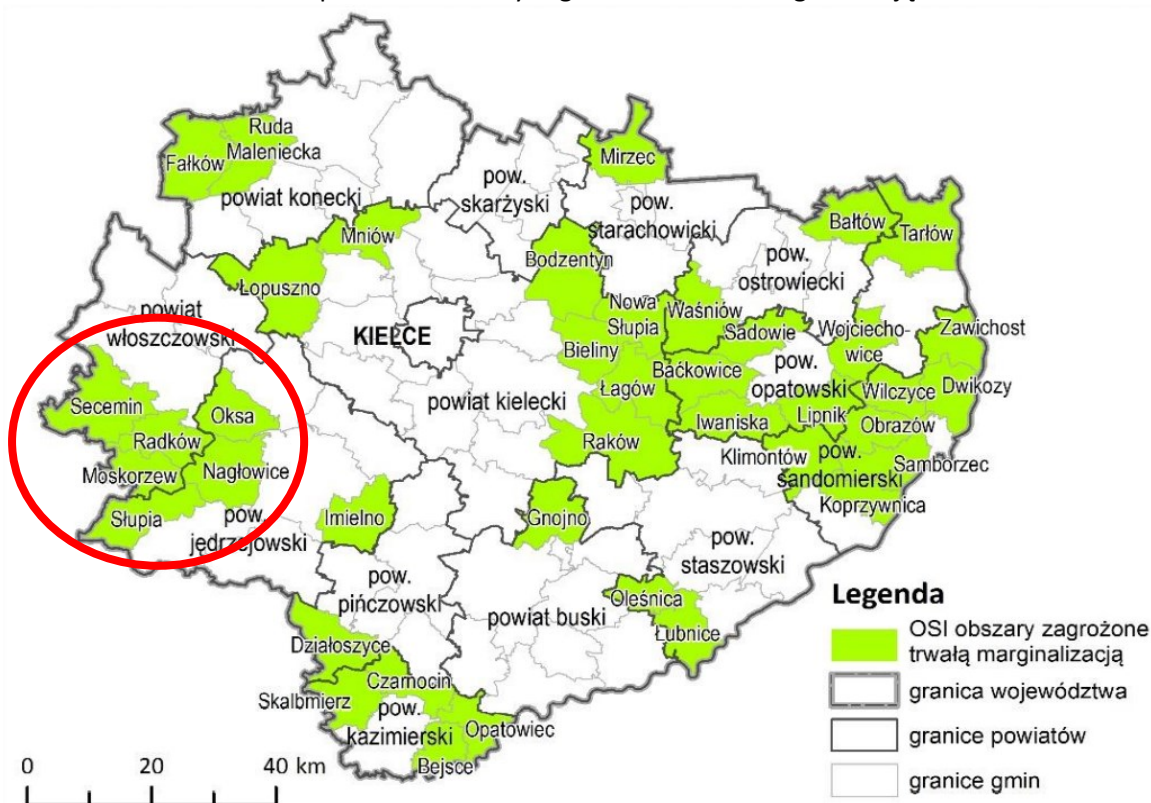 Ruda
Maleniecka
Fałków
powiat konecki
pow.
skarżyski
Mirzec
pow.
starachowicki
Mniów
Bodzentyn
Bałtów
Tarłów
pow.
ostrowiecki
Łopuszno
powiat
włoszczowski
KIELCE
Nowa
Słupia
Waśniów
Sadowie
Wojciecho-
wice
Zawichost
Bieliny
Baćkowice
pow.
opatowski
Wilczyce
Dwikozy
Łagów
powiat kielecki
Iwaniska
Lipnik
Obrazów
Secemin
Oksa
Radków
Raków
Klimontów
pow.
sandomierski
Samborzec
Moskorzew
Nagłowice
Koprzywnica
Słupia
pow.
jędrzejowski
Imielno
Gnojno
pow.
staszowski
pow.
pińczowski
powiat buski
Oleśnica
Łubnice
Działoszyce
Czarnocin
Skalbmierz
pow.
kazimierski
Opatowiec
Bejsce
0 20 40 km
Legenda
OSI obszary zagrożone
trwałą marginalizacją
granica województwa
granice powiatów
granice gmin